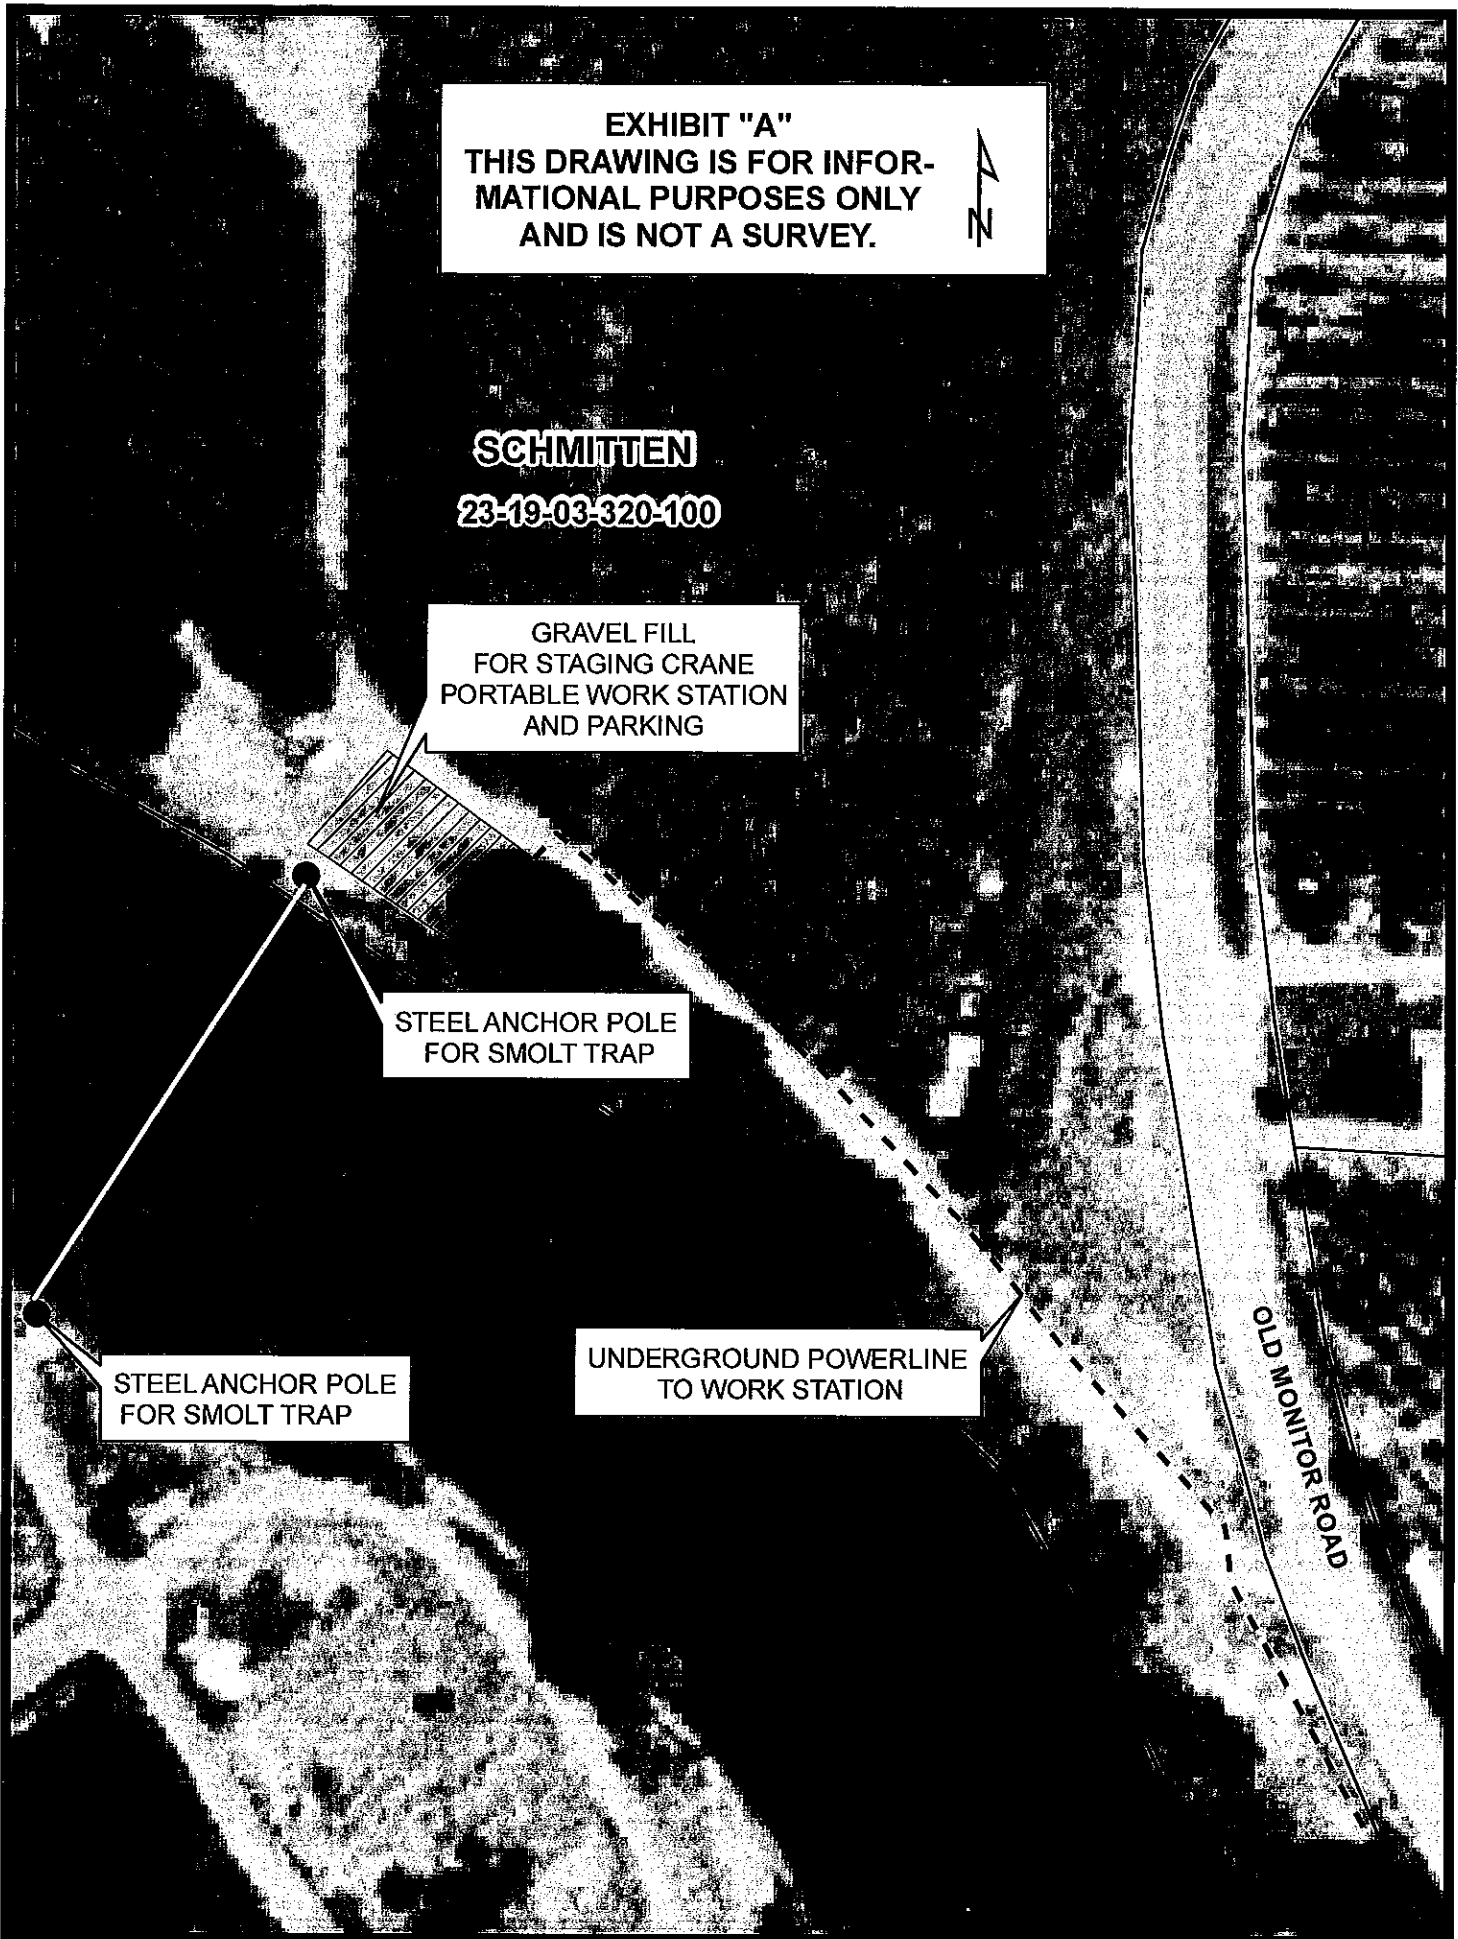 EXHIBIT "A"
THIS DRAWING IS FOR INFOR-
MATIONAL PURPOSES ONLY
AND IS NOT A SURVEY.
N
SCHMITTEN
23-19-03-320-100
GRAVEL FILL
FOR STAGING CRANE
PORTABLE WORK STATION
AND PARKING
STEEL ANCHOR POLE
FOR SMOLT TRAP
UNDERGROUND POWERLINE
TO WORK STATION
STEEL ANCHOR POLE
FOR SMOLT TRAP
OLD MONITOR ROAD